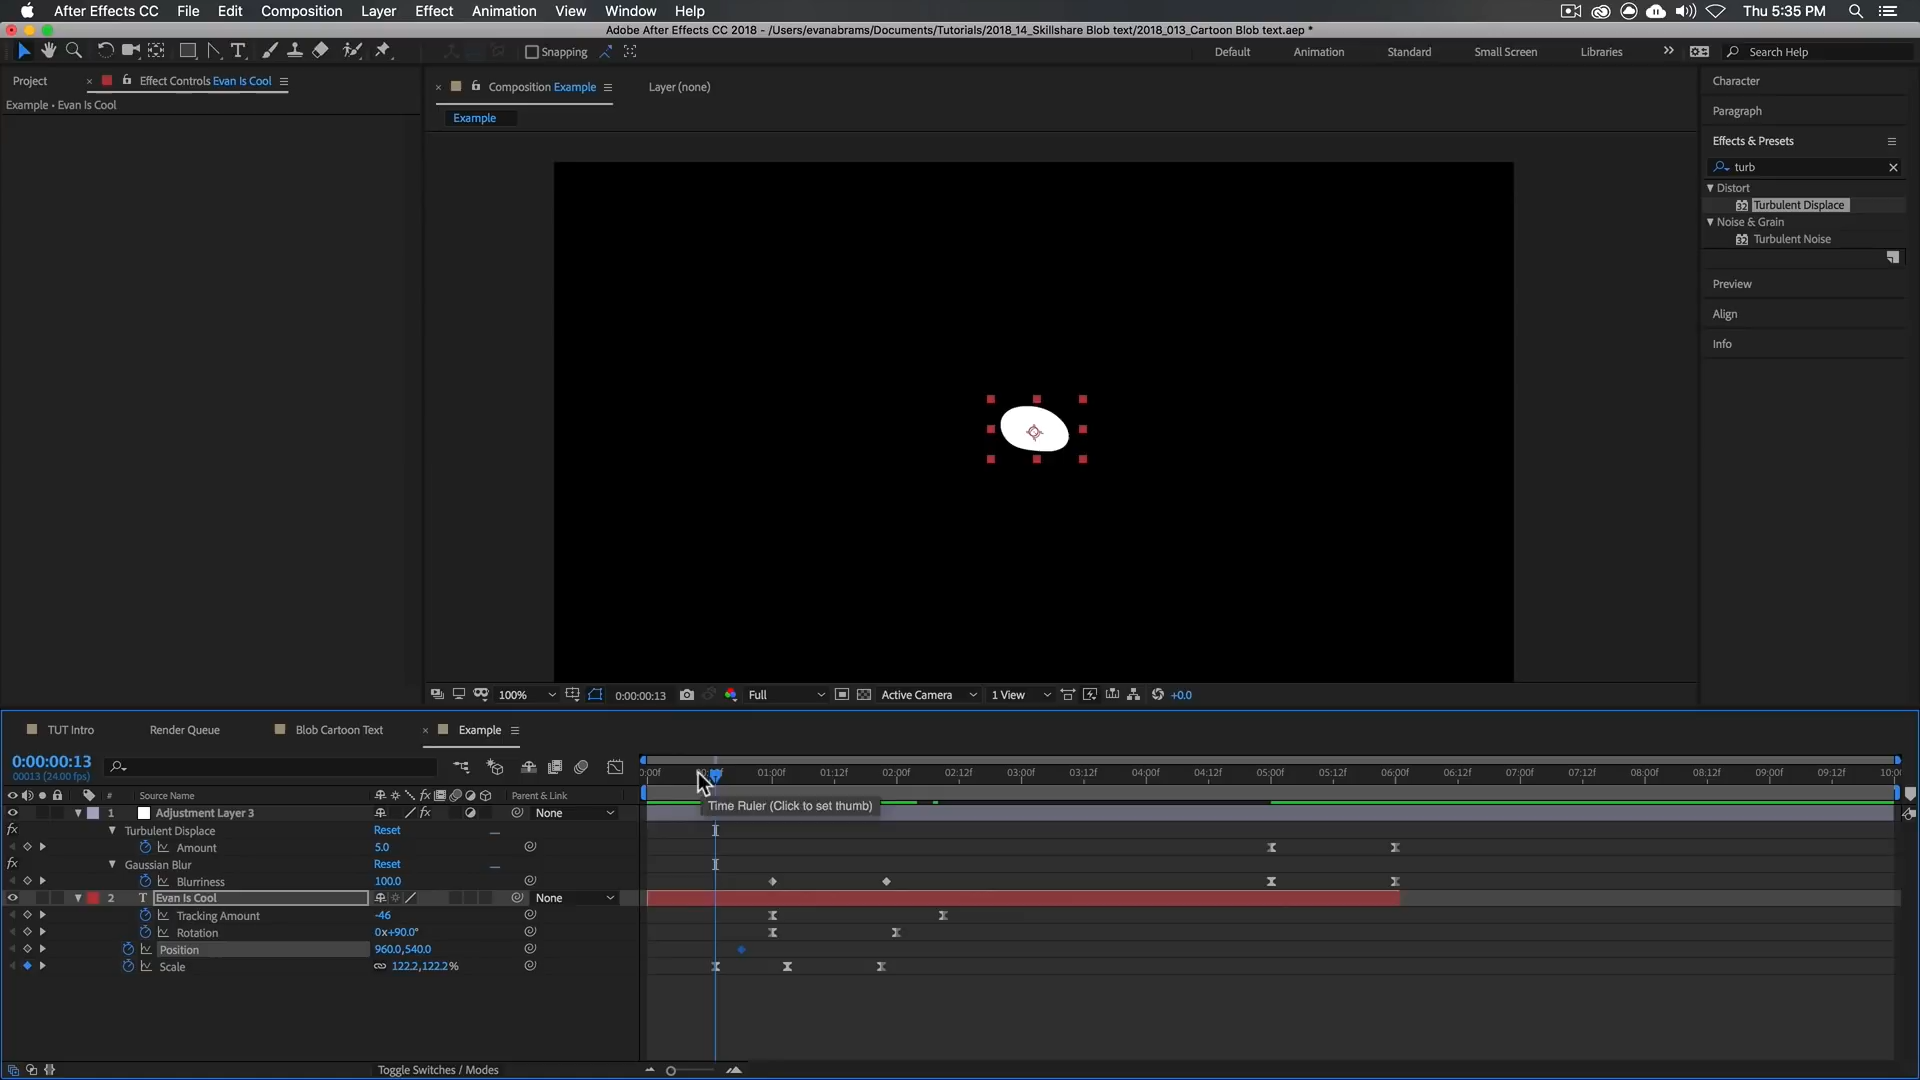 After Effects CC File Edit Composition Layer Effect Animation View Window Help Thu 5:35 PM
Adobe After Effects CC 2018 - /Users/evanabrams/Documents/Tutorials/2018_14_Skillshare Blob text/2018_013_Cartoon Blob text.aep *
Snapping Default Animation Standard Small Screen Libraries Search Help
Project Effect Controls Evan Is Cool
Example • Evan Is Cool
Composition Example Layer (none)
Example
Character
Paragraph
Effects & Presets
turb
Distort
Turbulent Displace
Noise & Grain
Turbulent Noise
Preview
Align
Info
100% 0:00:00:13 Full Active Camera 1 View +0.0
TUT Intro Render Queue Blob Cartoon Text Example
0:00:00:13
00013 (24.00 fps)
01:00f 01:12f 02:00f 02:12f 03:00f 03:12f 04:00f 04:12f 05:00f 05:12f 06:00f 06:12f 07:00f 07:12f 08:00f 08:12f 09:00f 09:12f
# Source Name Parent & Link
Time Ruler (Click to set thumb)
1 Adjustment Layer 3 None
Turbulent Displace Reset
Amount 5.0
Gaussian Blur Reset
Blurriness 100.0
2 T Evan Is Cool None
Tracking Amount -46
Rotation 0x+90.0°
Position 960.0,540.0
Scale 122.2,122.2%
Toggle Switches / Modes